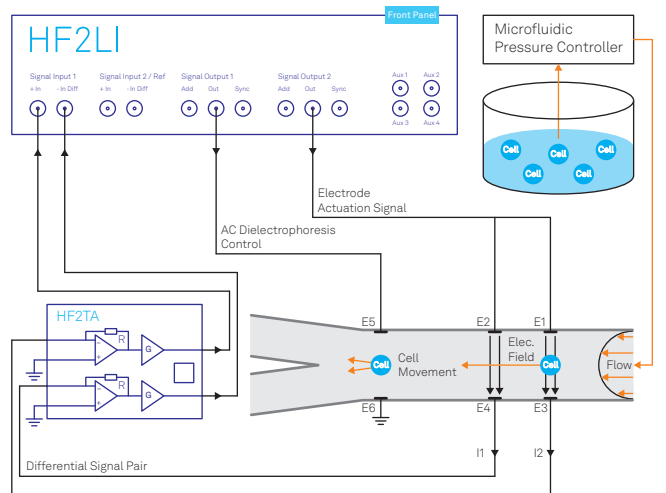 Front Panel
HF2LI
Signal Input 1
+ In
- In Diff
Signal Input 2 / Ref
+ In
- In Diff
Signal Output 1
Add
Out
Sync
Signal Output 2
Add
Out
Sync
Aux 1
Aux 2
Aux 3
Aux 4
Microfluidic
Pressure Controller
Cell
Cell
Cell
Cell
Cell
Electrode
Actuation Signal
AC Dielectrophoresis
Control
HF2TA
R
-
+
G
R
-
+
G
E5
E2
E1
Elec.
Field
Cell
Cell
Movement
Cell
Flow
E6
E4
E3
I1
I2
Differential Signal Pair